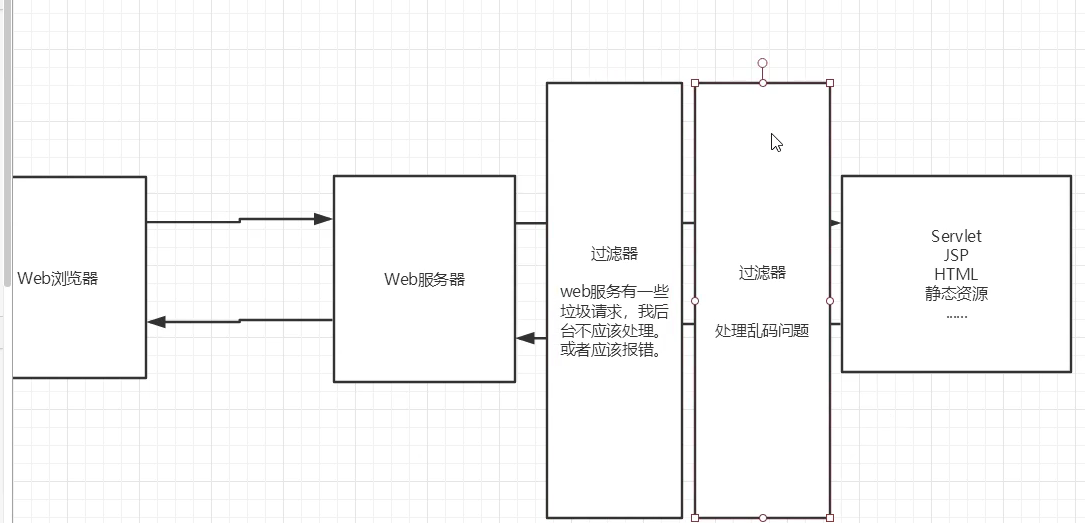 Web浏览器
Web服务器
过滤器
web服务有一些
垃圾请求，我后
台不应该处理。
或者应该报错。
过滤器
处理乱码问题
Servlet
JSP
HTML
静态资源
......